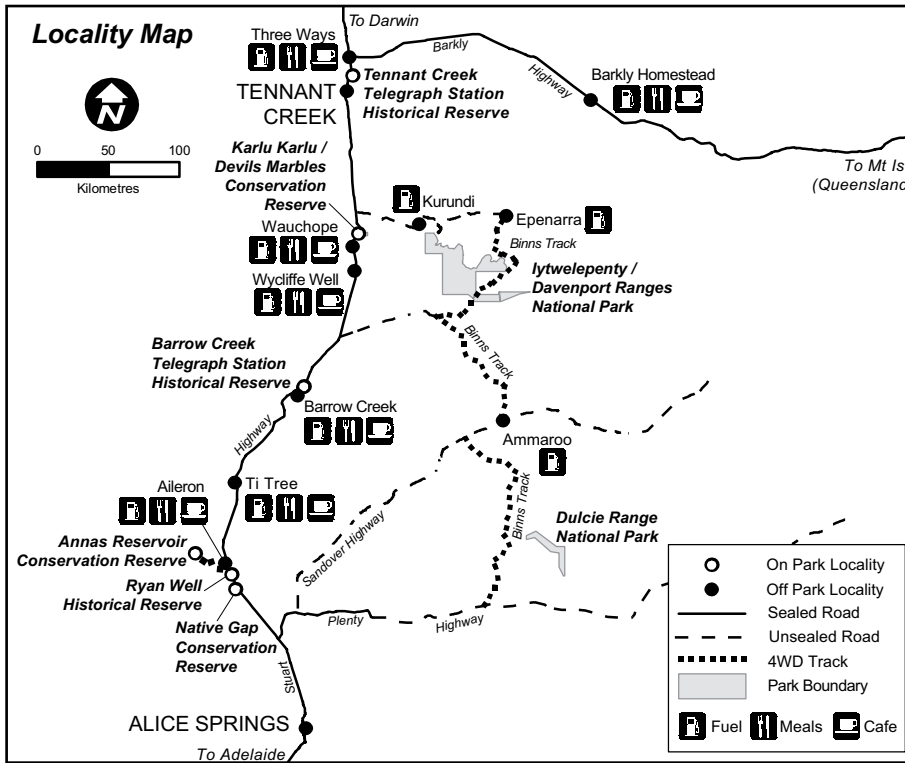 Locality Map
N
0 50 100
Kilometres
To Darwin
Three Ways
Barkly
Highway
Barkly Homestead
Tennant Creek
Telegraph Station
Historical Reserve
TENNANT
CREEK
To Mt Is
(Queensland
Karlu Karlu /
Devils Marbles
Conservation
Reserve
Kurundi
Epenarra
Binns Track
Wauchope
Wycliffe Well
Iytwelepenty /
Davenport Ranges
National Park
Binns Track
Barrow Creek
Telegraph Station
Historical Reserve
Barrow Creek
Highway
Ammaroo
Ti Tree
Aileron
Binns Track
Sandover Highway
Dulcie Range
National Park
Annas Reservoir
Conservation Reserve
Ryan Well
Historical Reserve
Native Gap
Conservation
Reserve
Plenty
Highway
Stuart
ALICE SPRINGS
To Adelaide
On Park Locality
Off Park Locality
Sealed Road
Unsealed Road
4WD Track
Park Boundary
Fuel Meals Cafe